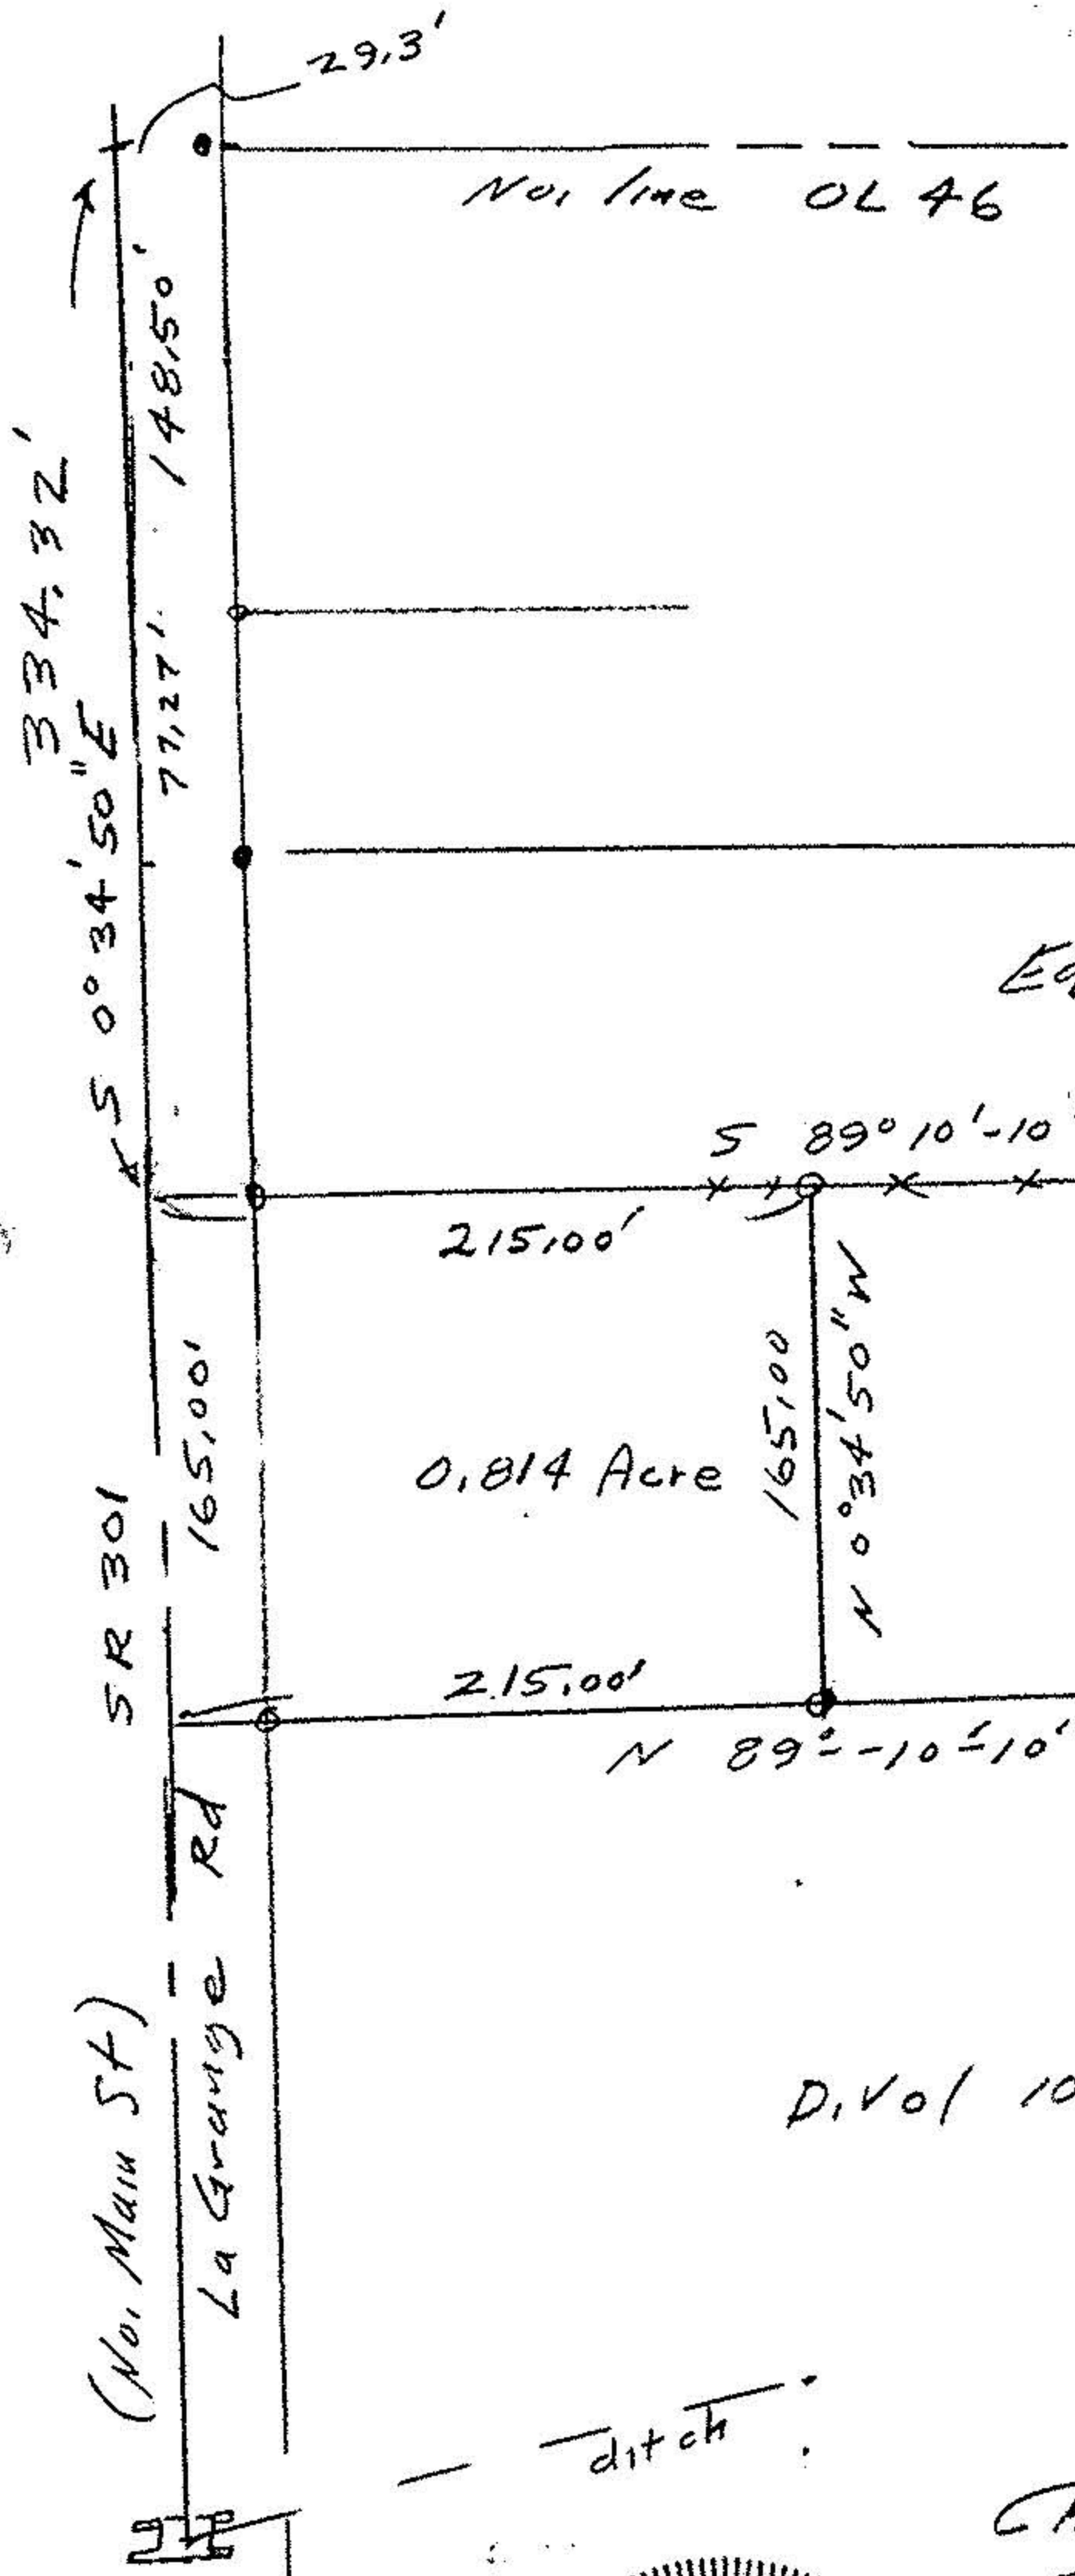 29.3'
No. line OL 46
148.50'
334.32'
77.27'
S 0° 34' 50" E
S 89° 10'-10
215.00'
165.00'
165.00
N 0° 34' 50" W
0.814 Acre
SR 301
215.00'
N 89°--10'-10'
La Grange Rd
(No. Main St)
D. Vol 10
ditch